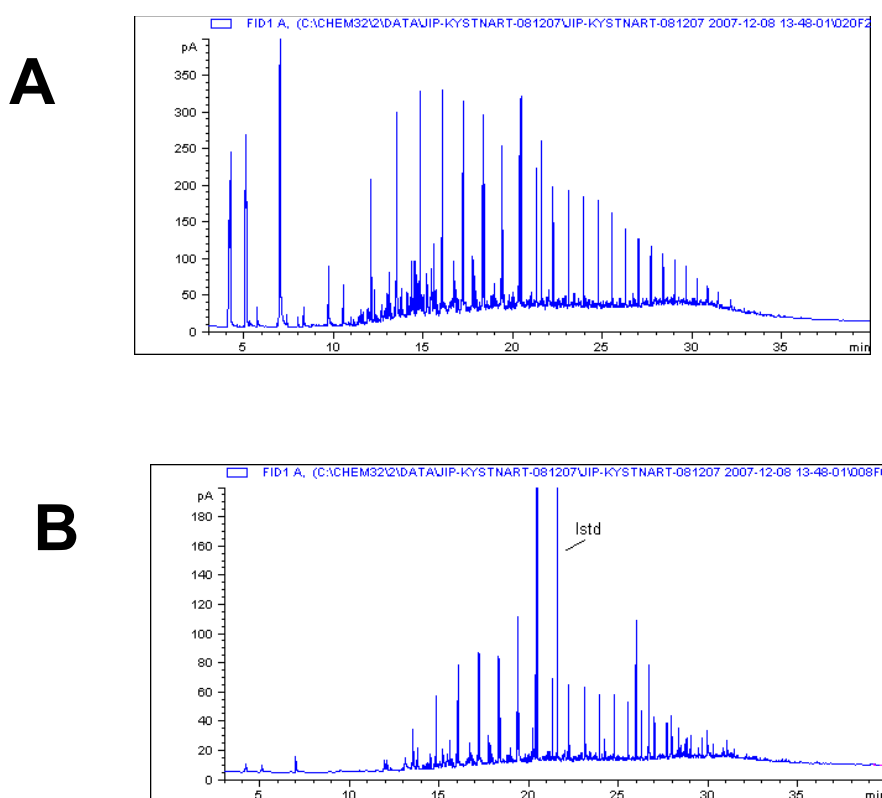 A
FID1 A, (C:\CHEM32\2\DATA\JIP-KYSTNART-081207\JIP-KYSTNART-081207 2007-12-08 13-48-01\020F2
pA
350
300
250
200
150
100
50
0
5 10 15 20 25 30 35 min
B
FID1 A, (C:\CHEM32\2\DATA\JIP-KYSTNART-081207\JIP-KYSTNART-081207 2007-12-08 13-48-01\008F
pA
180
Istd
160
140
120
100
80
60
40
20
0
5 10 15 20 25 30 35 min